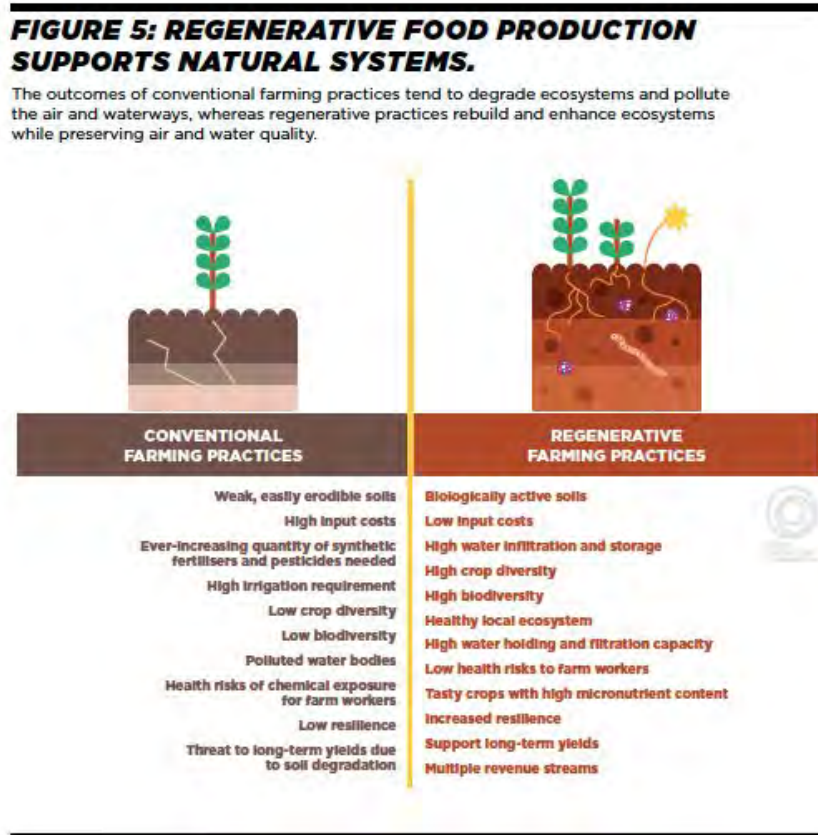 FIGURE 5: REGENERATIVE FOOD PRODUCTION
SUPPORTS NATURAL SYSTEMS.
The outcomes of conventional farming practices tend to degrade ecosystems and pollute
the air and waterways, whereas regenerative practices rebuild and enhance ecosystems
while preserving air and water quality.
CONVENTIONAL
FARMING PRACTICES
Weak, easily erodible soils
High input costs
Ever-increasing quantity of synthetic
fertilisers and pesticides needed
High irrigation requirement
Low crop diversity
Low biodiversity
Polluted water bodies
Health risks of chemical exposure
for farm workers
Low resilience
Threat to long-term yields due
to soil degradation
REGENERATIVE
FARMING PRACTICES
Biologically active soils
Low input costs
High water infiltration and storage
High crop diversity
High biodiversity
Healthy local ecosystem
High water holding and filtration capacity
Low health risks to farm workers
Tasty crops with high micronutrient content
Increased resilience
Support long-term yields
Multiple revenue streams